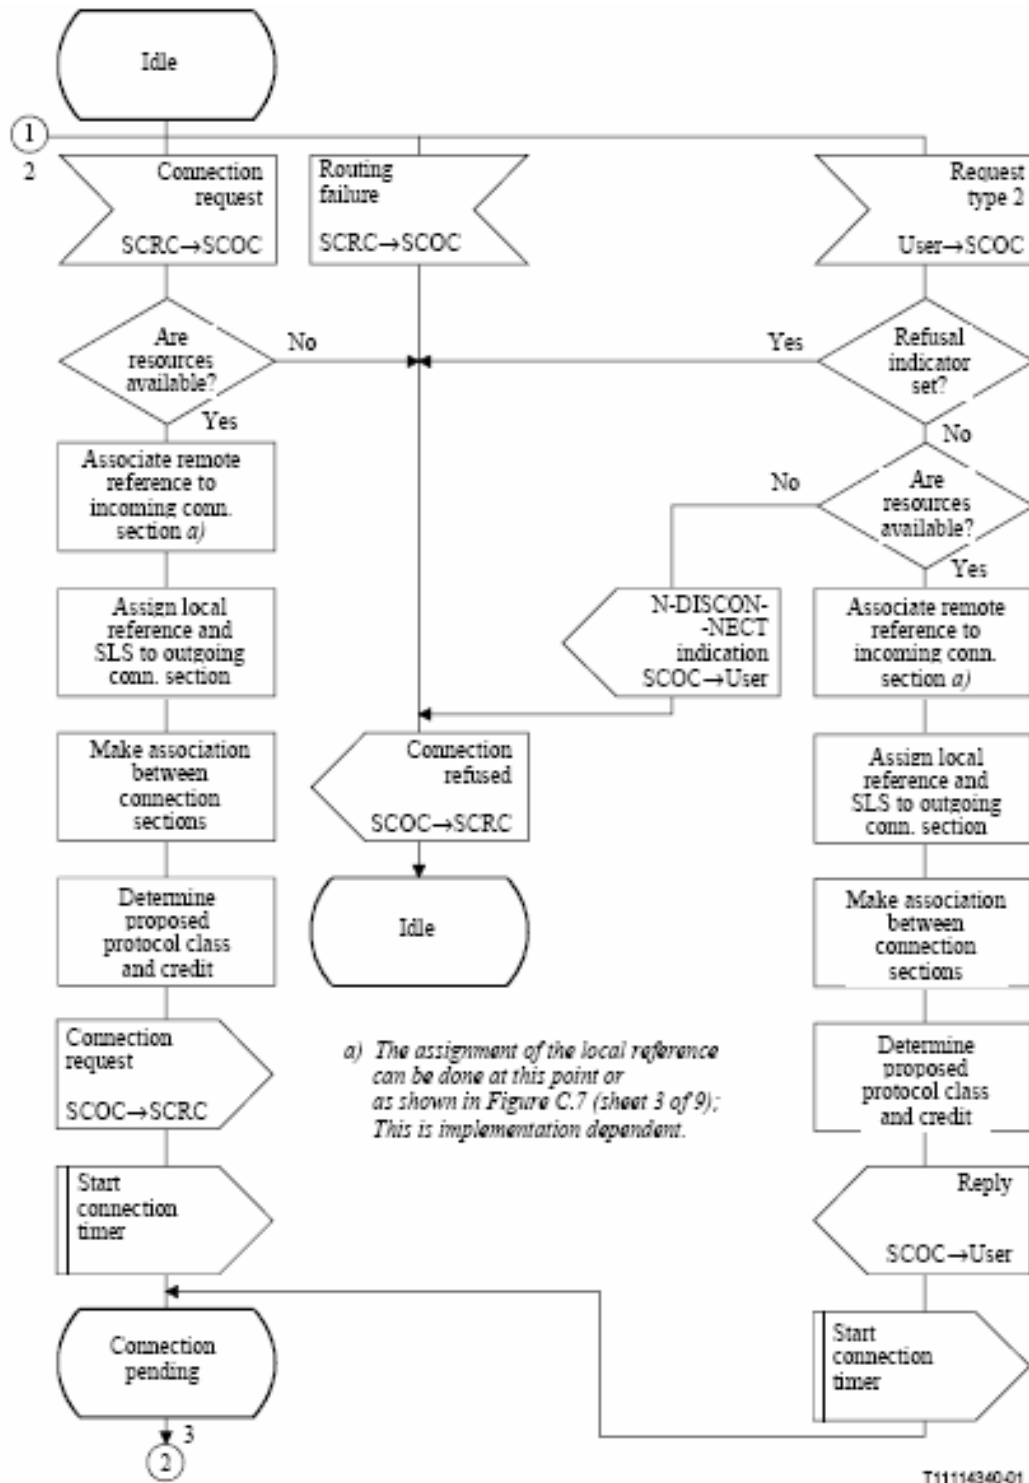 Idle
1
2
Connection
request
SCRC→SCOC
Routing
failure
SCRC→SCOC
Request
type 2
User→SCOC
Are
resources
available?
No
Yes
Yes
Refusal
indicator
set?
No
Associate remote
reference to
incoming conn.
section a)
No
Are
resources
available?
Yes
Assign local
reference and
SLS to outgoing
conn. section
N-DISCON-
-NECT
indication
SCOC→User
Associate remote
reference to
incoming conn.
section a)
Make association
between
connection
sections
Connection
refused
SCOC→SCRC
Assign local
reference and
SLS to outgoing
conn. section
Determine
proposed
protocol class
and credit
Idle
Make association
between
connection
sections
Connection
request
SCOC→SCRC
a) The assignment of the local reference
can be done at this point or
as shown in Figure C.7 (sheet 3 of 9);
This is implementation dependent.
Determine
proposed
protocol class
and credit
Start
connection
timer
Reply
SCOC→User
Connection
pending
Start
connection
timer
3
2
T11114340-01